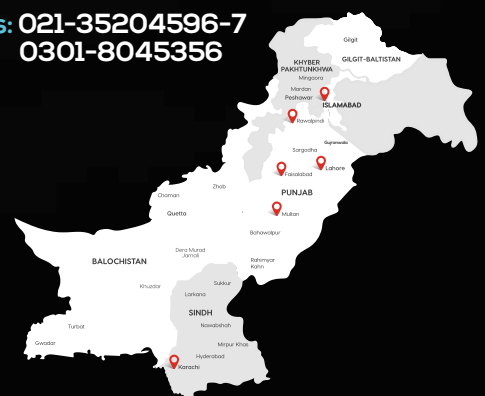 s: 021-35204596-7
0301-8045356
Gilgit
GILGIT-BALTISTAN
KHYBER
PAKHTUNKHWA
Mingaora
Mardan
Peshawar
ISLAMABAD
Rawalpindi
Gujranwala
Sargodha
Lahore
Faisalabad
Zhob
PUNJAB
Chaman
Quetta
Multan
Bahawalpur
Dera Murad
Jamali
BALOCHISTAN
Rahimyar
Kahn
Khuzdar
Sukkur
Larkana
SINDH
Nawabshah
Turbat
Gwadar
Mirpur Khas
Hyderabad
Karachi